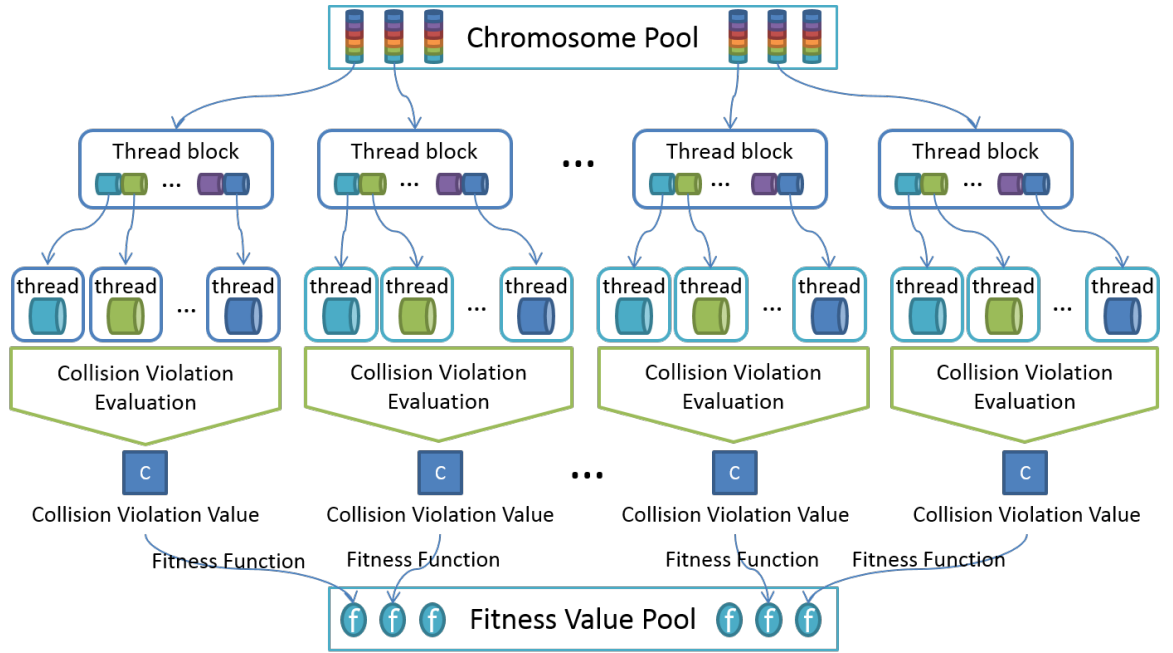 Chromosome Pool
Thread block
Thread block
...
Thread block
Thread block
...
...
...
...
thread
thread
...
thread
thread
thread
...
thread
thread
thread
...
thread
thread
thread
...
thread
Collision Violation
Evaluation
Collision Violation
Evaluation
Collision Violation
Evaluation
Collision Violation
Evaluation
C
C
...
C
C
Collision Violation Value
Collision Violation Value
Collision Violation Value
Collision Violation Value
Fitness Function
Fitness Function
Fitness Function
Fitness Function
f f f Fitness Value Pool f f f